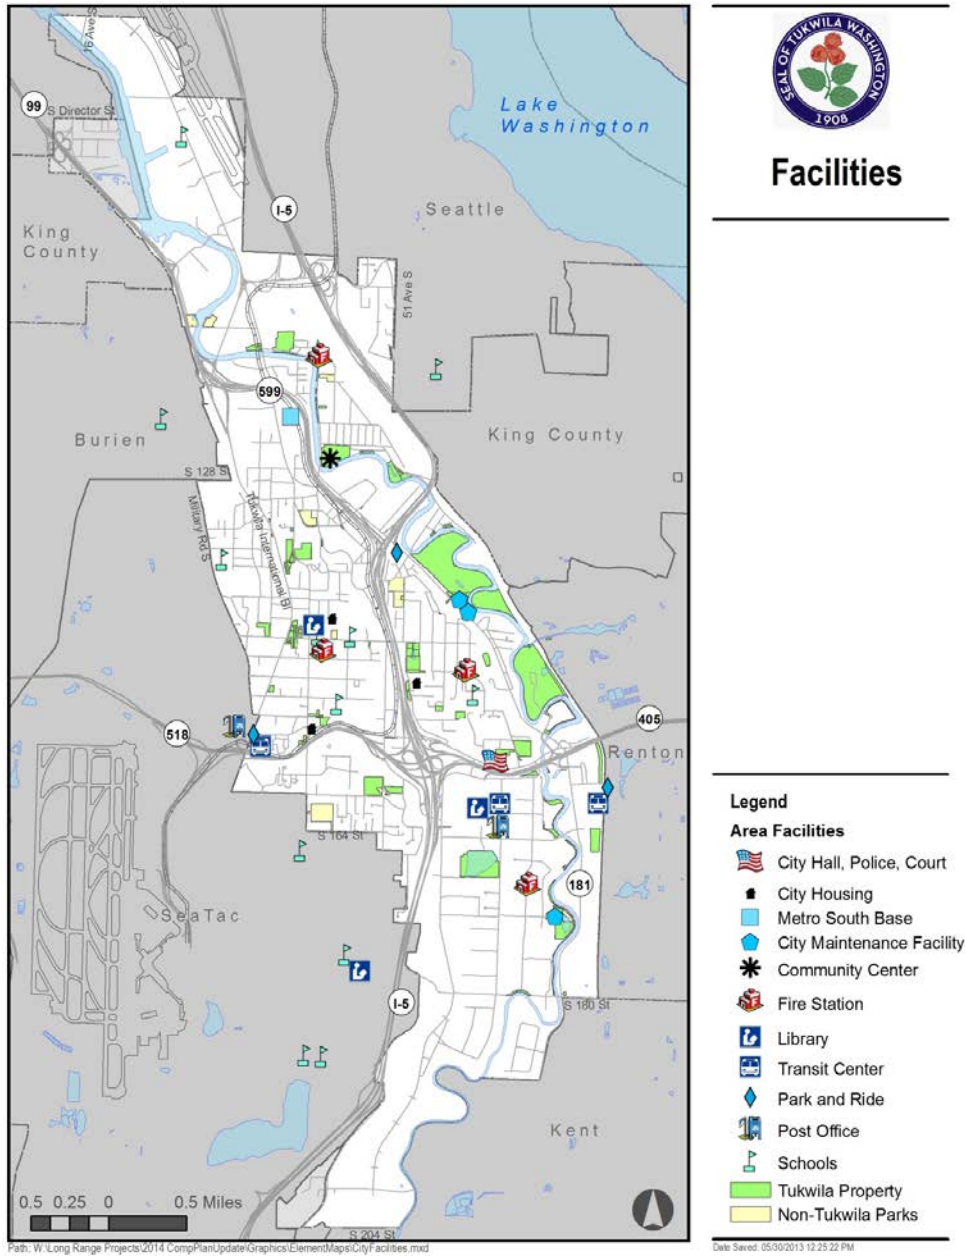 16 Ave S
99
S Director St
Lake
Washington
I-5
Seattle
King
County
51 Ave S
599
Burien
King County
S 128 St
Military Rd S
Tukwila International Bl
518
405
Renton
S 164 St
181
SeaTac
I-5
S 180 St
Kent
S 204 St
0.5 0.25 0 0.5 Miles
Path: W:\Long Range Projects\2014 CompPlanUpdate\Graphics\ElementMaps\CityFacilities.mxd
SEAL OF TUKWILA WASHINGTON
1908
Facilities
Legend
Area Facilities
City Hall, Police, Court
City Housing
Metro South Base
City Maintenance Facility
Community Center
Fire Station
Library
Transit Center
Park and Ride
Post Office
Schools
Tukwila Property
Non-Tukwila Parks
Date Saved: 05/30/2013 12:25:22 PM